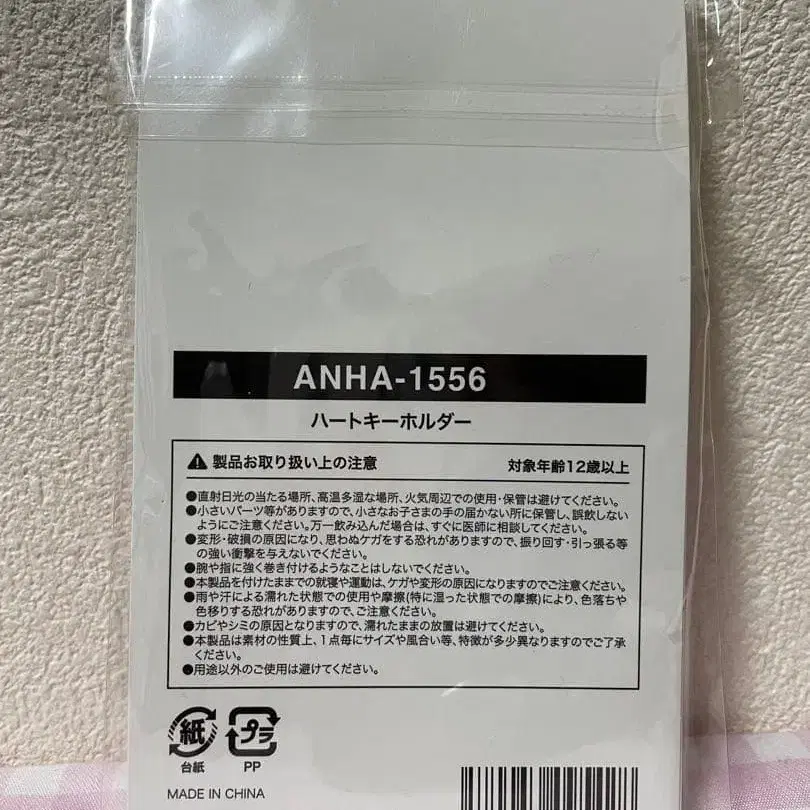 ANHA-1556
ハートキーホルダー
製品お取り扱い上の注意 対象年齢12歳以上
●直射日光の当たる場所、高温多湿な場所、火気周辺での使用・保管は避けてください。
●小さいパーツ等がありますので、小さなお子さまの手の届かない所に保管し、誤飲しない
ようにご注意ください。万一飲み込んだ場合は、すぐに医師に相談してください。
●変形・破損の原因になり、思わぬケガをする恐れがありますので、振り回す・引っ張る等
の強い衝撃を与えないでください。
●腕や指に強く巻き付けるようなことはしないでください。
●本製品を付けたままでの就寝や運動は、ケガや変形の原因になりますのでご注意ください。
●雨や汗による濡れた状態での使用や摩擦(特に湿った状態での摩擦)により、色落ちや
色移りする恐れがありますので、ご注意ください。
●カビやシミの原因となりますので、濡れたままの放置は避けてください。
●本製品は素材の性質上、1点毎にサイズや風合い等、特徴が多少異なりますのでご了承
ください。
●用途以外のご使用は避けてください。
紙 プラ
台紙 PP
MADE IN CHINA